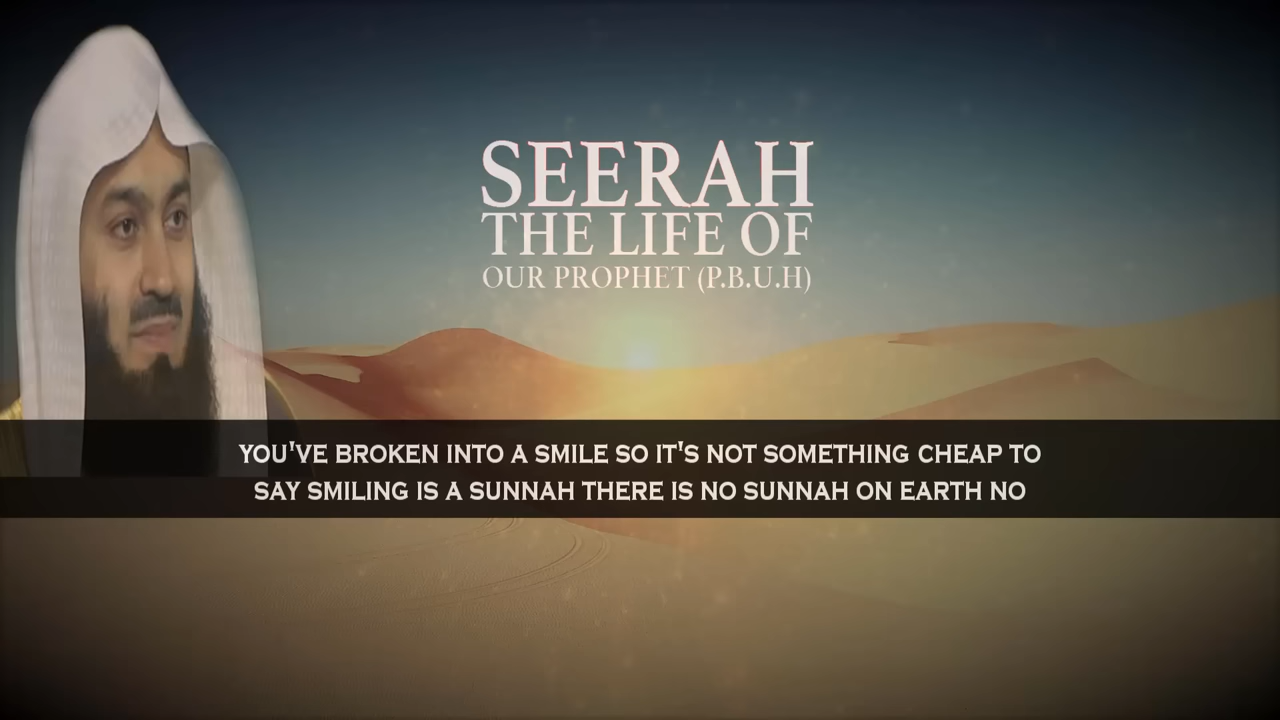 SEERAH
THE LIFE OF
OUR PROPHET (P.B.U.H)
YOU'VE BROKEN INTO A SMILE SO IT'S NOT SOMETHING CHEAP TO
SAY SMILING IS A SUNNAH THERE IS NO SUNNAH ON EARTH NO